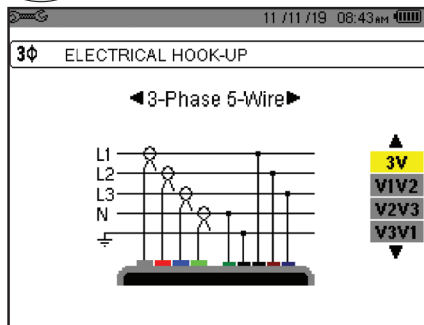 11 /11 /19 08:43AM
3Φ ELECTRICAL HOOK-UP
◄3-Phase 5-Wire►
L1
L2
L3
N
3V
V1V2
V2V3
V3V1